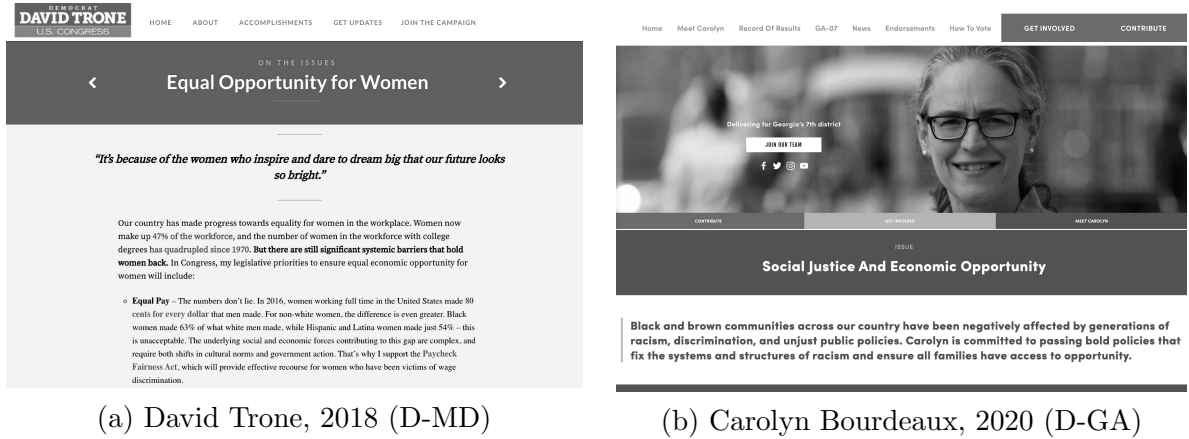 DEMOCRAT
DAVID TRONE
U.S. CONGRESS
HOME ABOUT ACCOMPLISHMENTS GET UPDATES JOIN THE CAMPAIGN
ON THE ISSUES
Equal Opportunity for Women
“It’s because of the women who inspire and dare to dream big that our future looks
so bright.”
Our country has made progress towards equality for women in the workplace. Women now
make up 47% of the workforce, and the number of women in the workforce with college
degrees has quadrupled since 1970. But there are still significant systemic barriers that hold
women back. In Congress, my legislative priorities to ensure equal economic opportunity for
women will include:
Equal Pay – The numbers don’t lie. In 2016, women working full time in the United States made 80
cents for every dollar that men made. For non-white women, the difference is even greater. Black
women made 63% of what white men made, while Hispanic and Latina women made just 54% – this
is unacceptable. The underlying social and economic forces contributing to this gap are complex, and
require both shifts in cultural norms and government action. That’s why I support the Paycheck
Fairness Act, which will provide effective recourse for women who have been victims of wage
discrimination.
(a) David Trone, 2018 (D-MD)
Home Meet Carolyn Record Of Results GA-07 News Endorsements How To Vote GET INVOLVED CONTRIBUTE
Delivering for Georgia's 7th district
JOIN OUR TEAM
CONTRIBUTE GET INVOLVED MEET CAROLYN
ISSUE
Social Justice And Economic Opportunity
Black and brown communities across our country have been negatively affected by generations of
racism, discrimination, and unjust public policies. Carolyn is committed to passing bold policies that
fix the systems and structures of racism and ensure all families have access to opportunity.
(b) Carolyn Bourdeaux, 2020 (D-GA)